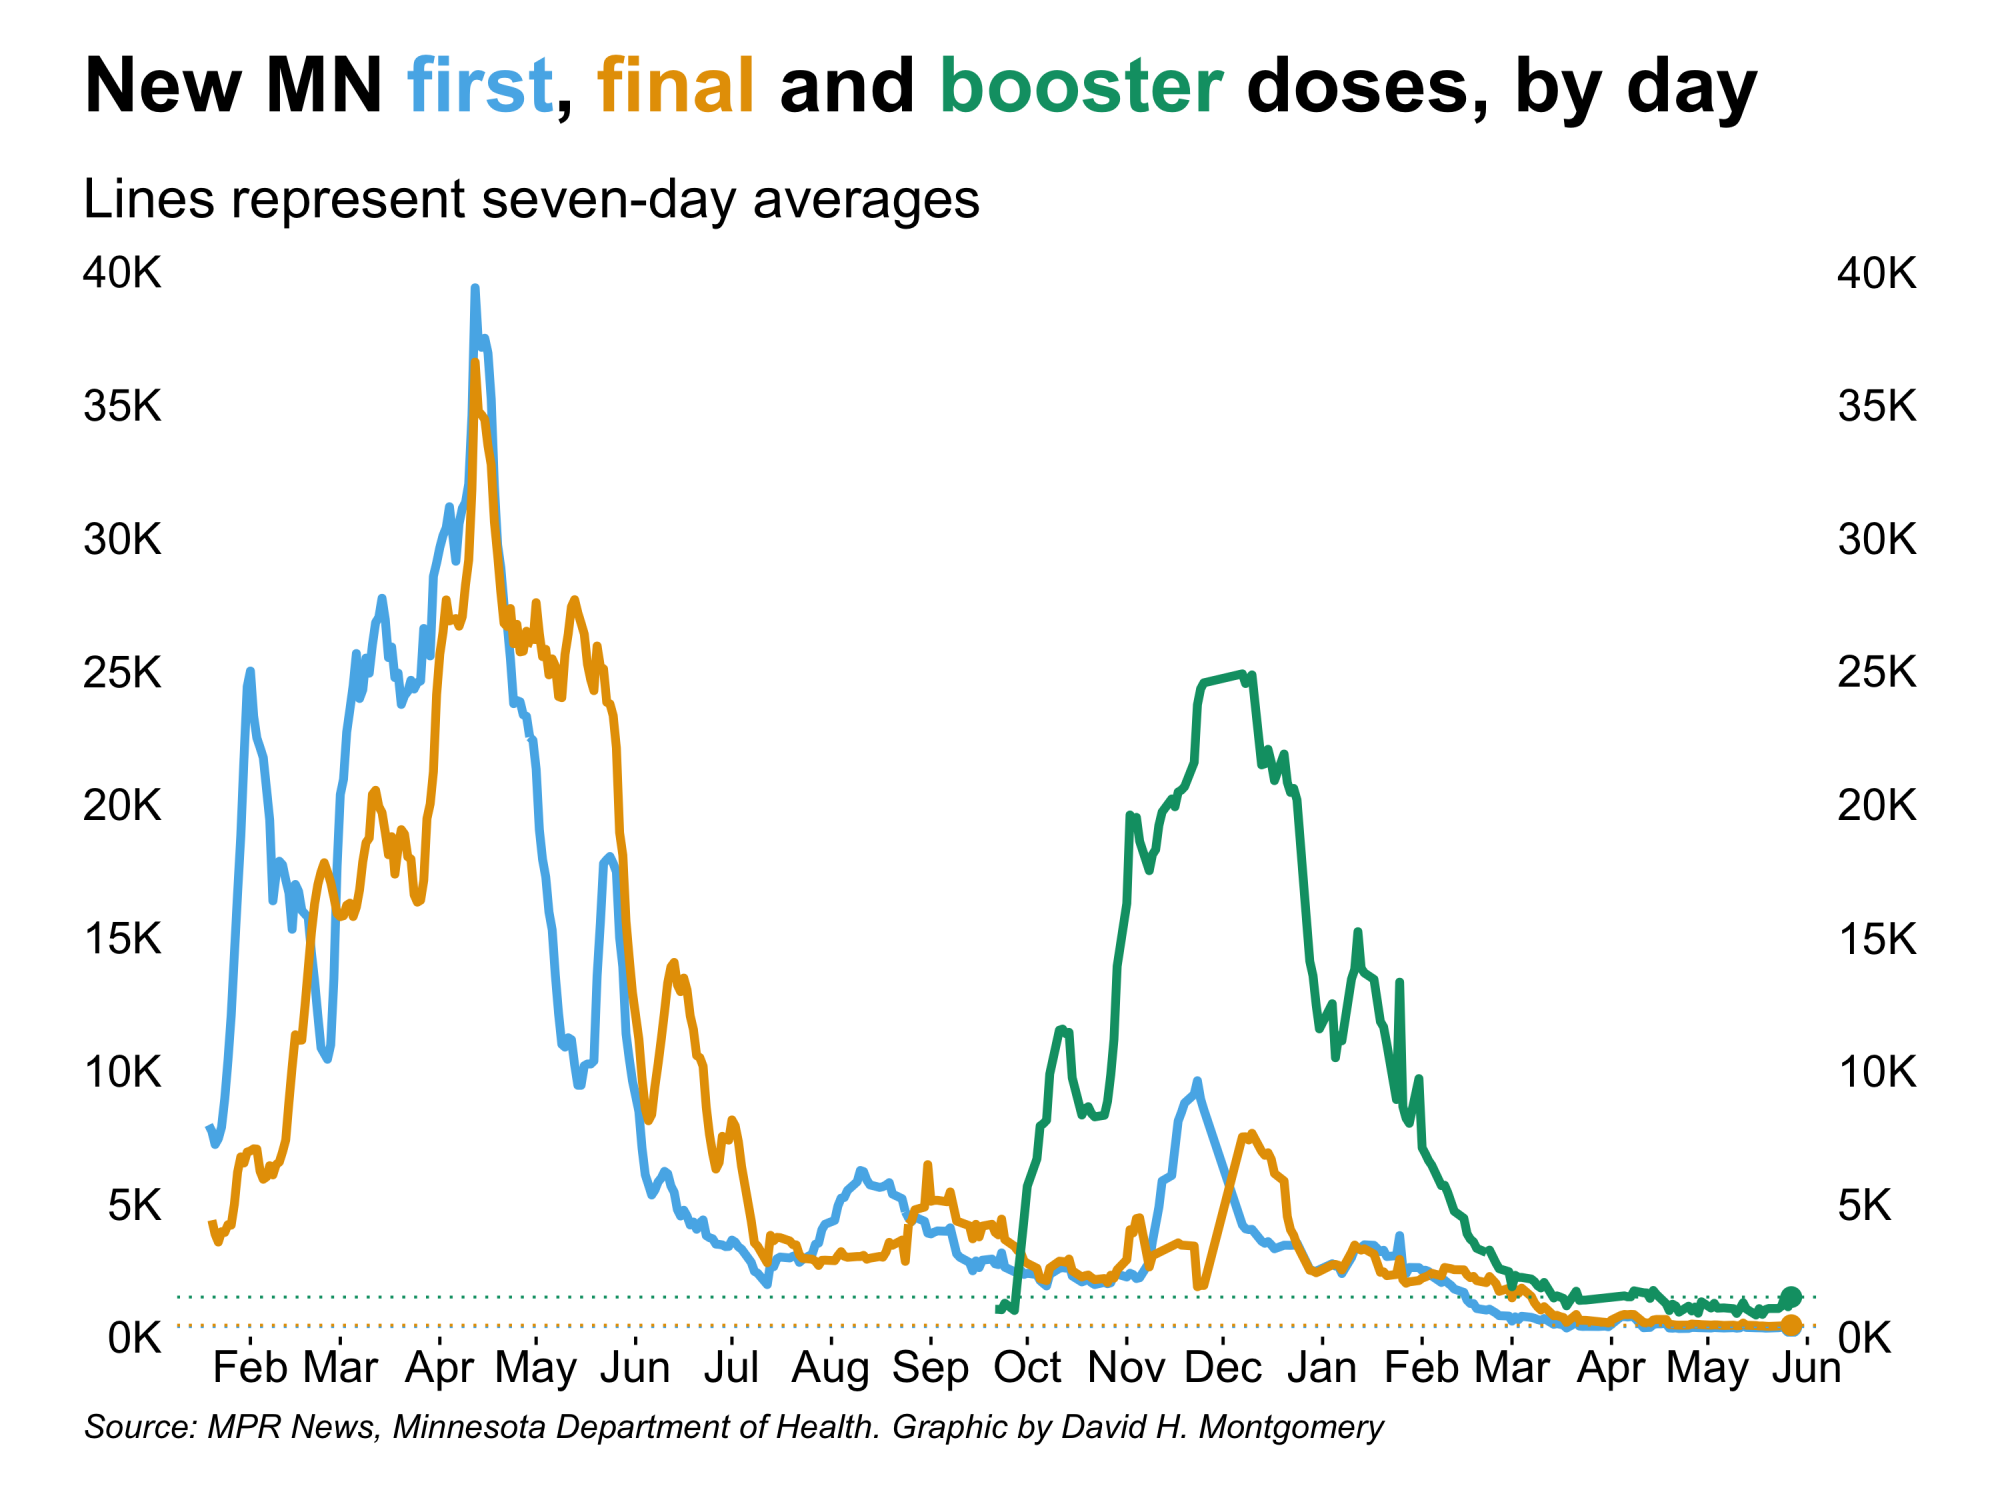 New MN first, final and booster doses, by day
Lines represent seven-day averages
40K 40K
35K 35K
30K 30K
25K 25K
20K 20K
15K 15K
10K 10K
5K 5K
0K 0K
Feb Mar Apr May Jun Jul Aug Sep Oct Nov Dec Jan Feb Mar Apr May Jun
Source: MPR News, Minnesota Department of Health. Graphic by David H. Montgomery